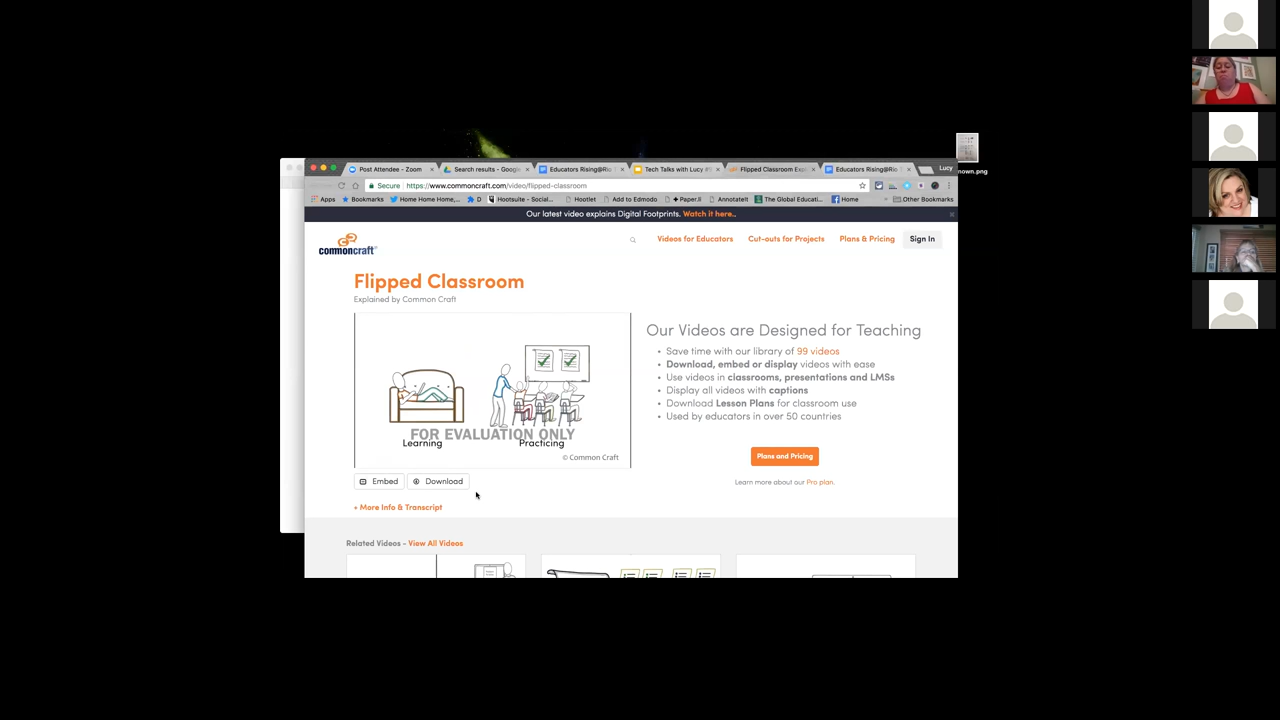 Post Attendee - Zoom
Search results - Google
Educators Rising@Rio
Tech Talks with Lucy #
Flipped Classroom Ex
Educators Rising@Rio
Lucy
Secure
https://www.commoncraft.com/video/flipped-classroom
Apps
Bookmarks
Home Home Home,...
D
Hootsuite - Social...
Hootlet
Add to Edmodo
+ Paper.li
AnnotateIt
The Global Educati...
Home
Other Bookmarks
nown.png
Our latest video explains Digital Footprints. Watch it here..
commoncraft
Videos for Educators
Cut-outs for Projects
Plans & Pricing
Sign In
Flipped Classroom
Explained by Common Craft
Learning
Practicing
FOR EVALUATION ONLY
© Common Craft
Embed
Download
+ More Info & Transcript
Our Videos are Designed for Teaching
Save time with our library of 99 videos
Download, embed or display videos with ease
Use videos in classrooms, presentations and LMSs
Display all videos with captions
Download Lesson Plans for classroom use
Used by educators in over 50 countries
Plans and Pricing
Learn more about our Pro plan.
Related Videos - View All Videos